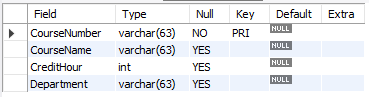 Field Type Null Key Default Extra
CourseNumber varchar(63) NO PRI NULL
CourseName varchar(63) YES NULL
CreditHour int YES NULL
Department varchar(63) YES NULL